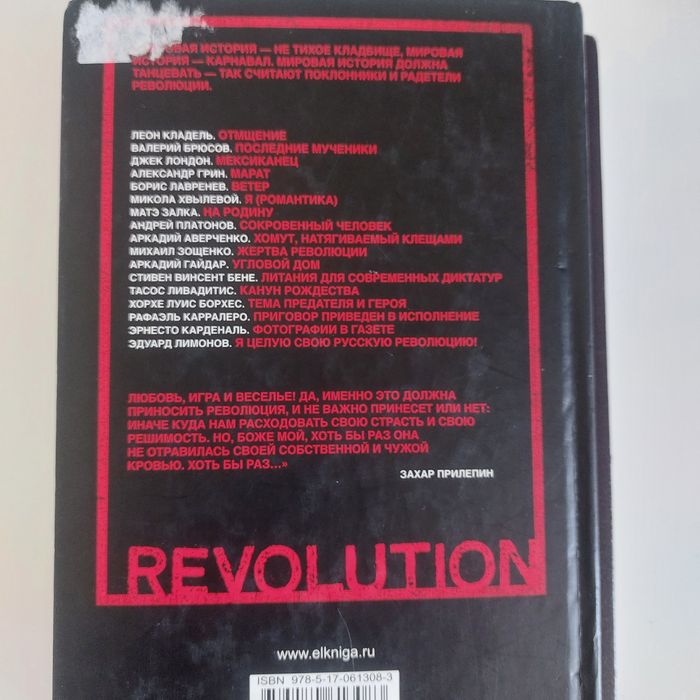 ИСТОРИЯ — НЕ ТИХОЕ КЛАДБИЩЕ, МИРОВАЯ
ИСТОРИЯ — КАРНАВАЛ. МИРОВАЯ ИСТОРИЯ ДОЛЖНА
ТАНЦЕВАТЬ — ТАК СЧИТАЮТ ПОКЛОННИКИ И РАДЕТЕЛИ
РЕВОЛЮЦИИ.
ЛЕОН КЛАДЕЛЬ. ОТМЩЕНИЕ
ВАЛЕРИЙ БРЮСОВ. ПОСЛЕДНИЕ МУЧЕНИКИ
ДЖЕК ЛОНДОН. МЕКСИКАНЕЦ
АЛЕКСАНДР ГРИН. МАРАТ
БОРИС ЛАВРЕНЕВ. ВЕТЕР
МИКОЛА ХВЫЛЕВОЙ. Я (РОМАНТИКА)
МАТЭ ЗАЛКА. НА РОДИНУ
АНДРЕЙ ПЛАТОНОВ. СОКРОВЕННЫЙ ЧЕЛОВЕК
АРКАДИЙ АВЕРЧЕНКО. ХОМУТ, НАТЯГИВАЕМЫЙ КЛЕЩАМИ
МИХАИЛ ЗОЩЕНКО. ЖЕРТВА РЕВОЛЮЦИИ
АРКАДИЙ ГАЙДАР. УГЛОВОЙ ДОМ
СТИВЕН ВИНСЕНТ БЕНЕ. ЛИТАНИЯ ДЛЯ СОВРЕМЕННЫХ ДИКТАТУР
ТАСОС ЛИВАДИТИС. КАНУН РОЖДЕСТВА
ХОРХЕ ЛУИС БОРХЕС. ТЕМА ПРЕДАТЕЛЯ И ГЕРОЯ
РАФАЭЛЬ КАРРАЛЕРО. ПРИГОВОР ПРИВЕДЕН В ИСПОЛНЕНИЕ
ЭРНЕСТО КАРДЕНАЛЬ. ФОТОГРАФИИ В ГАЗЕТЕ
ЭДУАРД ЛИМОНОВ. Я ЦЕЛУЮ СВОЮ РУССКУЮ РЕВОЛЮЦИЮ!
ЛЮБОВЬ, ИГРА И ВЕСЕЛЬЕ! ДА, ИМЕННО ЭТО ДОЛЖНА
ПРИНОСИТЬ РЕВОЛЮЦИЯ, И НЕ ВАЖНО ПРИНЕСЕТ ИЛИ НЕТ:
ИНАЧЕ КУДА НАМ РАСХОДОВАТЬ СВОЮ СТРАСТЬ И СВОЮ
РЕШИМОСТЬ. НО, БОЖЕ МОЙ, ХОТЬ БЫ РАЗ ОНА
НЕ ОТРАВИЛАСЬ СВОЕЙ СОБСТВЕННОЙ И ЧУЖОЙ
КРОВЬЮ. ХОТЬ БЫ РАЗ...»
ЗАХАР ПРИЛЕПИН
REVOLUTION
www.elkniga.ru
ISBN 978-5-17-061308-3